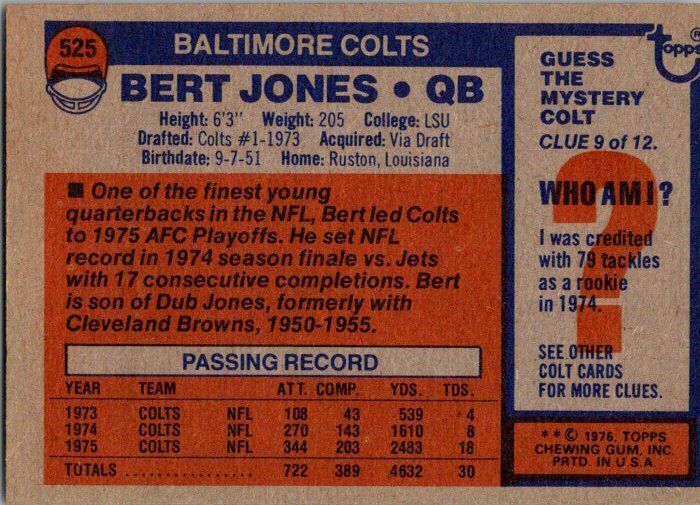 525
BALTIMORE COLTS
BERT JONES • QB
Height: 6'3" Weight: 205 College: LSU
Drafted: Colts #1-1973 Acquired: Via Draft
Birthdate: 9-7-51 Home: Ruston, Louisiana
■ One of the finest young
quarterbacks in the NFL, Bert led Colts
to 1975 AFC Playoffs. He set NFL
record in 1974 season finale vs. Jets
with 17 consecutive completions. Bert
is son of Dub Jones, formerly with
Cleveland Browns, 1950-1955.
PASSING RECORD
YEAR TEAM ATT. COMP. YDS. TDS.
1973 COLTS NFL 108 43 539 4
1974 COLTS NFL 270 143 1610 8
1975 COLTS NFL 344 203 2483 18
TOTALS 722 389 4632 30
topps®
GUESS
THE
MYSTERY
COLT
CLUE 9 of 12.
?
WHO AM I?
I was credited
with 79 tackles
as a rookie
in 1974.
SEE OTHER
COLT CARDS
FOR MORE CLUES.
**© 1976, TOPPS
CHEWING GUM, INC.
PRTD. IN U.S.A.